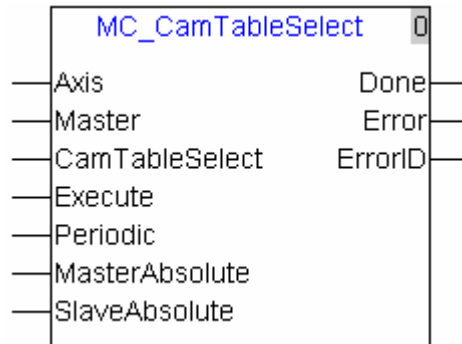 MC_CamTableSelect 0
Axis Done
Master Error
CamTableSelect ErrorID
Execute
Periodic
MasterAbsolute
SlaveAbsolute